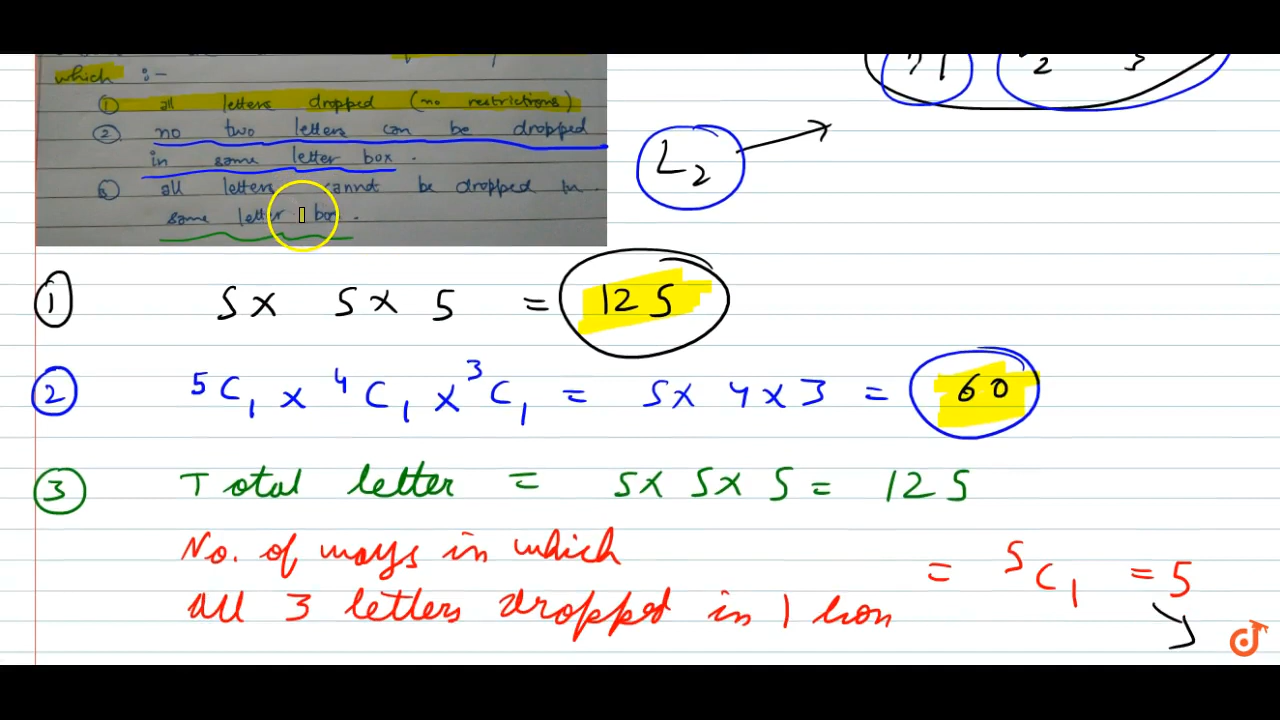 which :-
① all letters dropped (no restrictions)
② no two letters can be dropped
in same letter box .
③ all letters cannot be dropped in
same letter box .
L₂
2 3
① 5 x 5 x 5 = 125
② ⁵C₁ x ⁴C₁ x ³C₁ = 5 x 4 x 3 = 60
③ Total letter = 5 x 5 x 5 = 125
No. of ways in which
All 3 letters dropped in 1 box = ⁵C₁ = 5